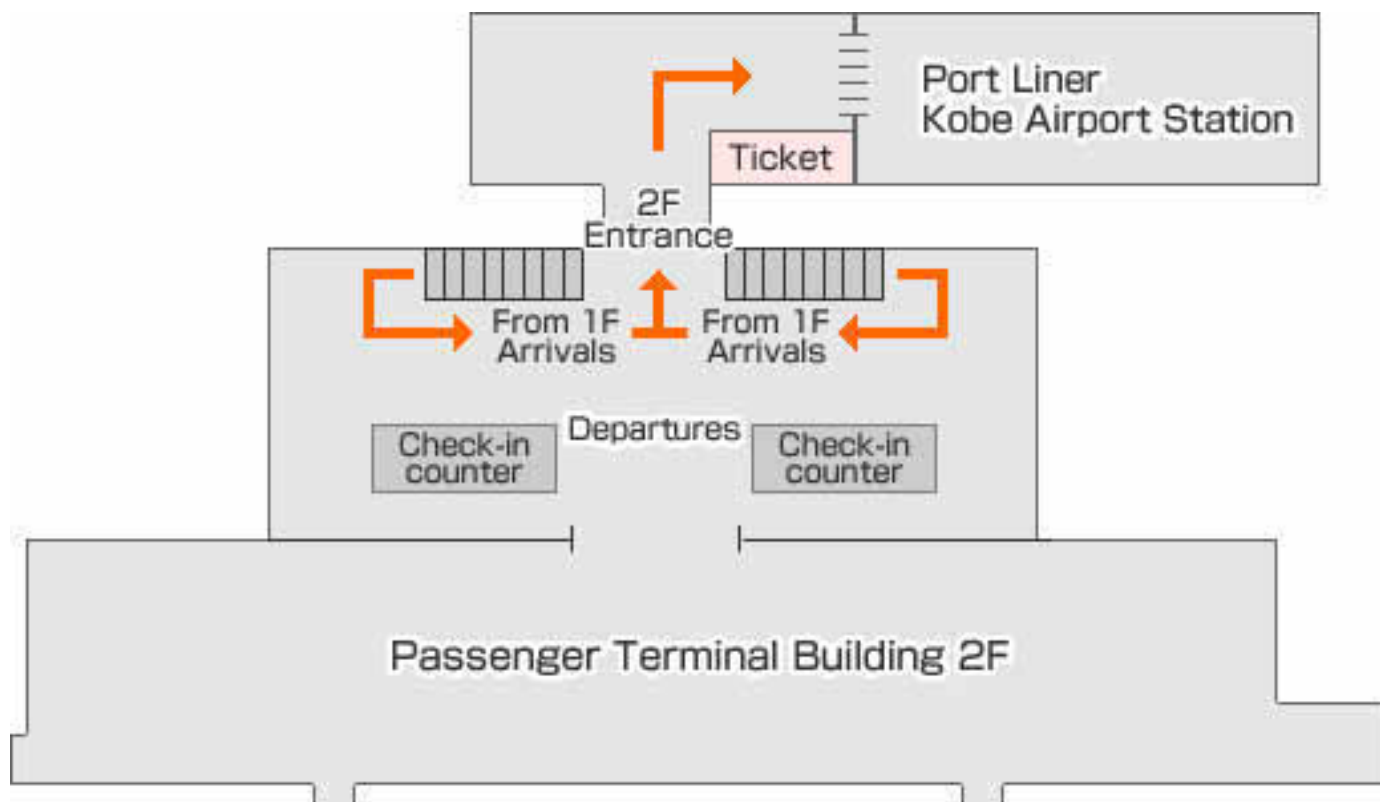 Port Liner
Kobe Airport Station
Ticket
2F
Entrance
From 1F
Arrivals
From 1F
Arrivals
Departures
Check-in
counter
Check-in
counter
Passenger Terminal Building 2F